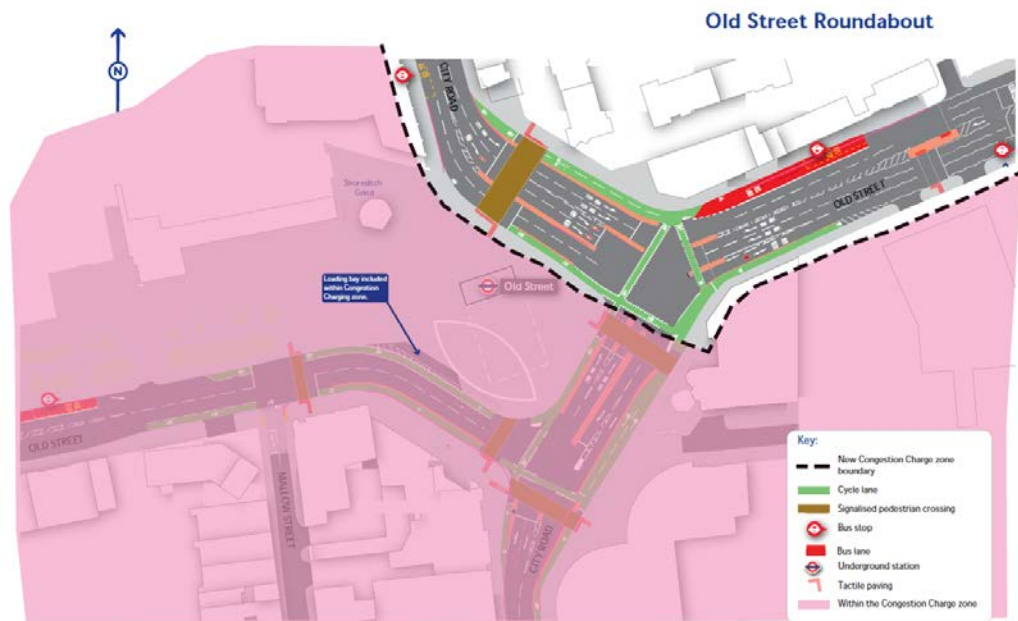 Old Street Roundabout
N
CITY ROAD
Shoreditch
Grind
OLD STREET
Loading bay included
within Congestion
Charging zone.
Old Street
OLD STREET
MALLOW STREET
CITY ROAD
Key:
New Congestion Charge zone
boundary
Cycle lane
Signalised pedestrian crossing
Bus stop
Bus lane
Underground station
Tactile paving
Within the Congestion Charge zone